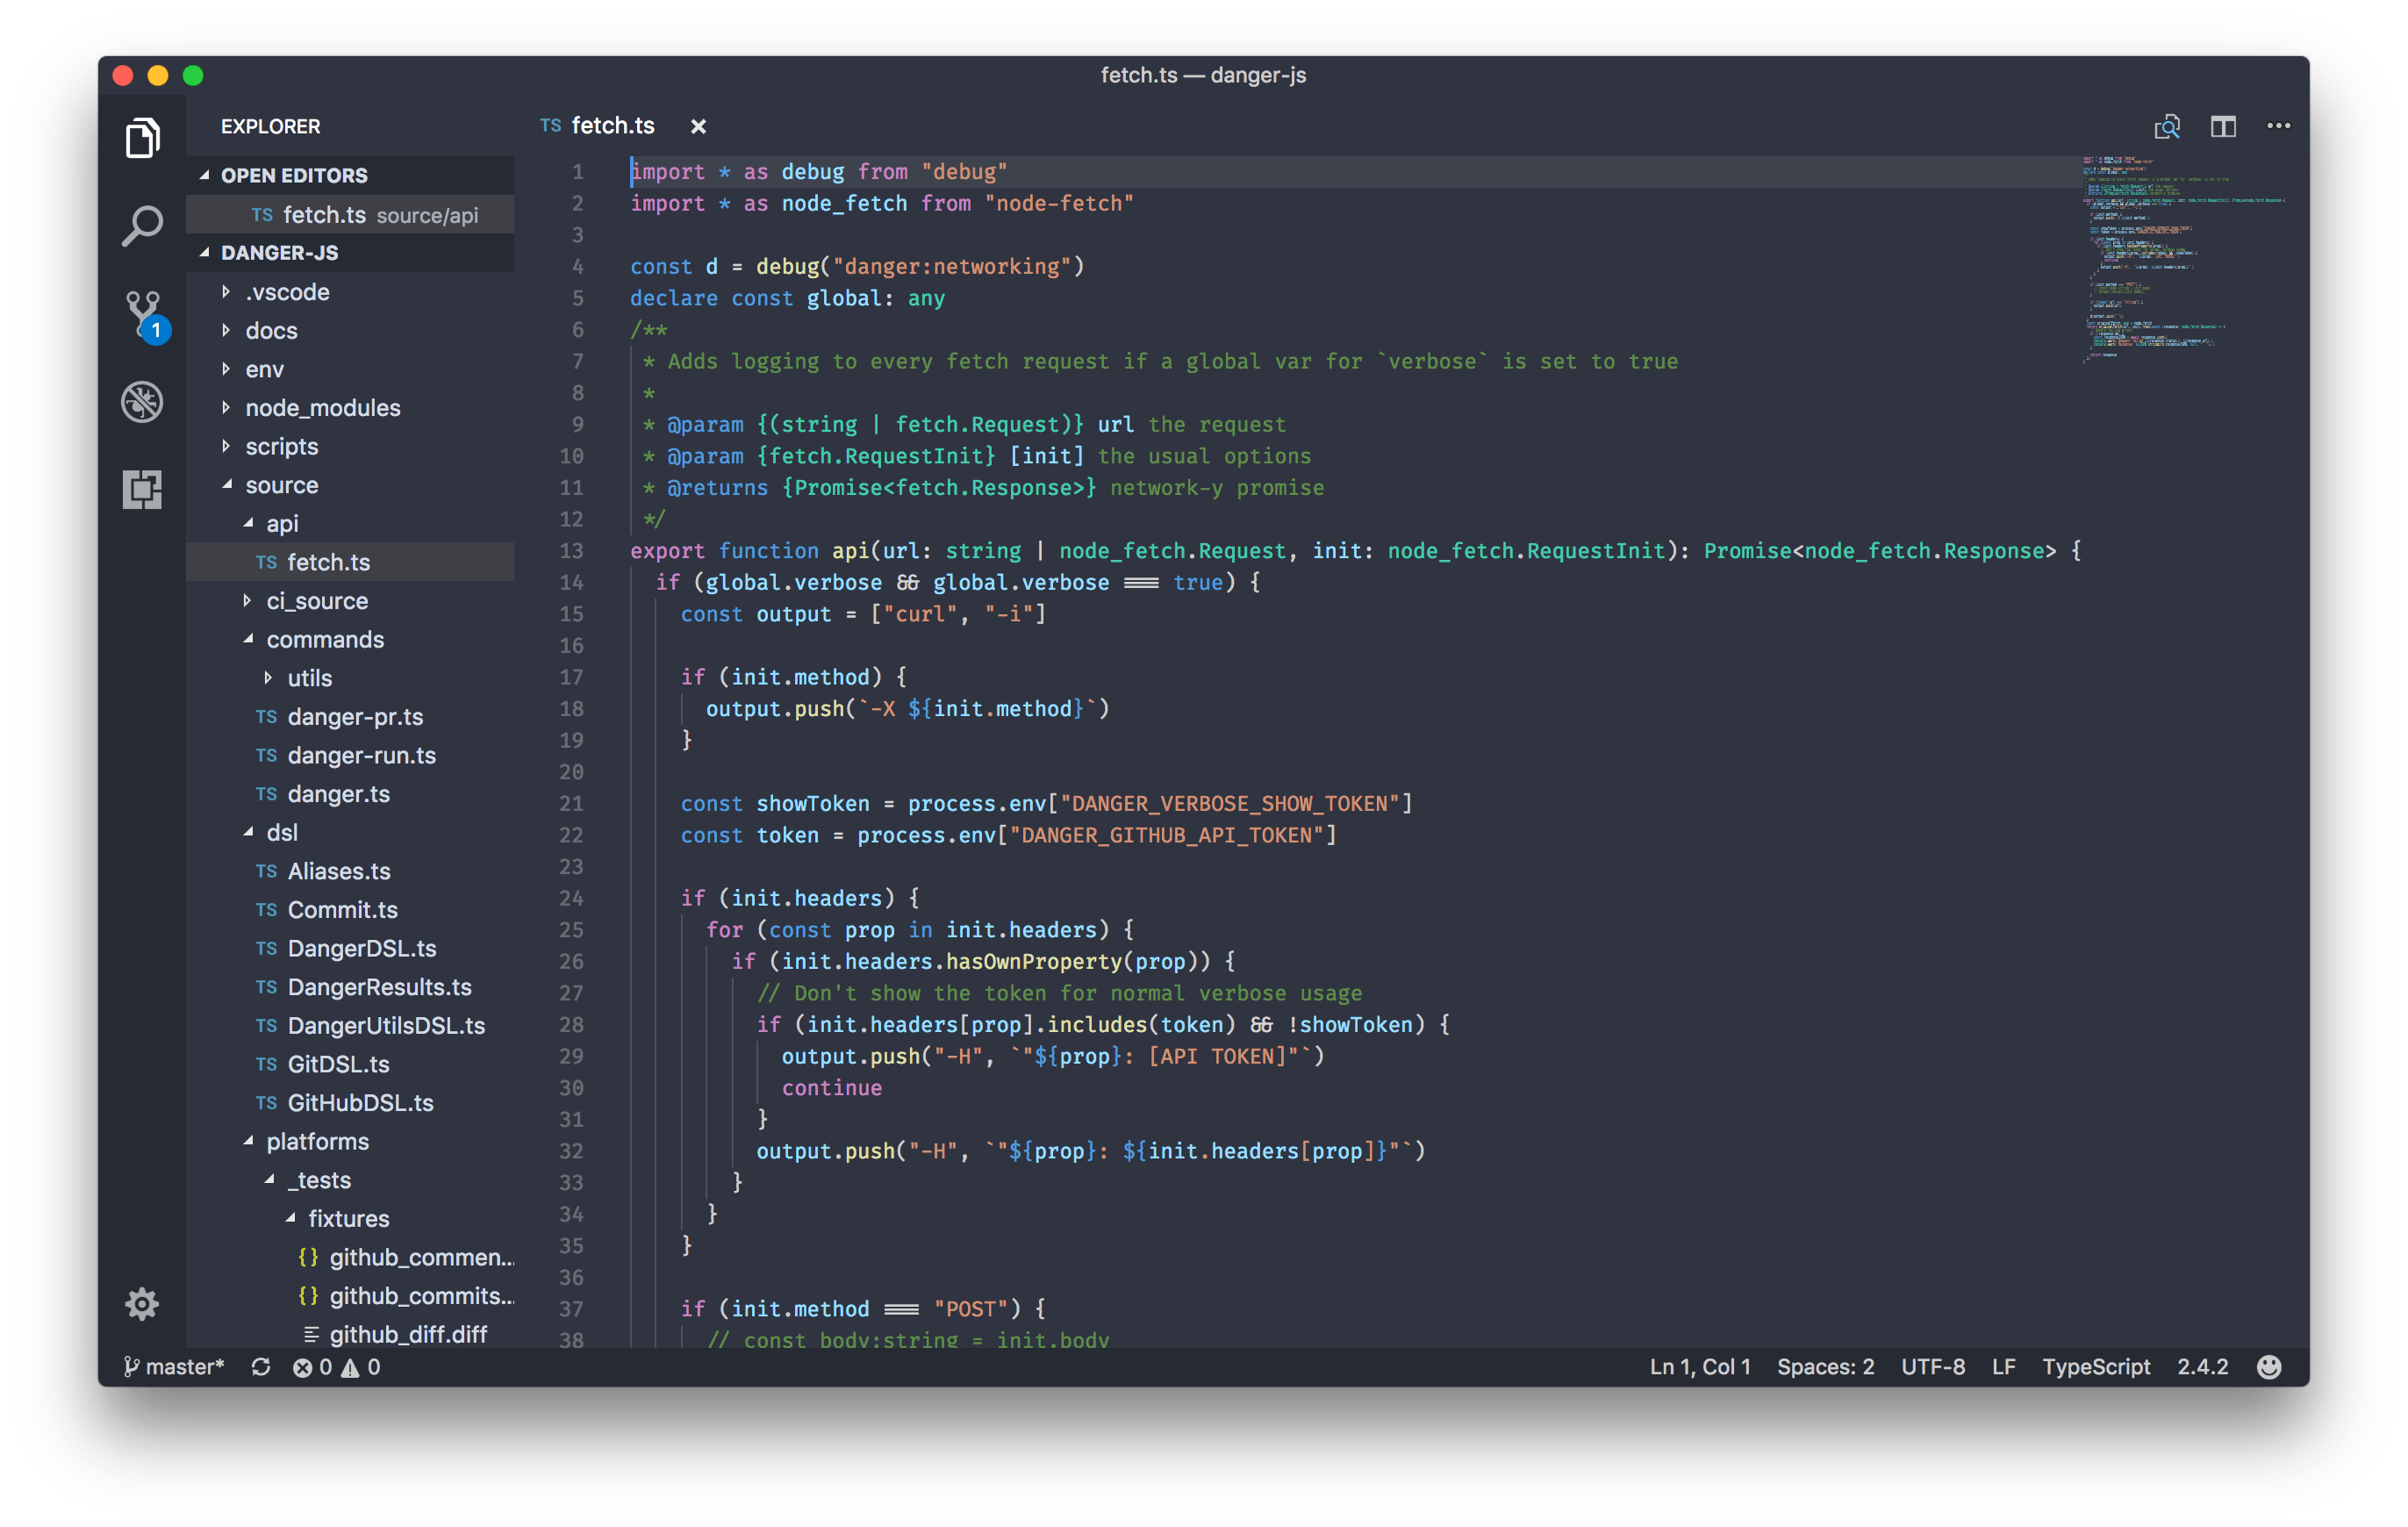 fetch.ts — danger-js
EXPLORER
OPEN EDITORS
TS fetch.ts source/api
DANGER-JS
.vscode
docs
env
node_modules
scripts
source
api
TS fetch.ts
ci_source
commands
utils
TS danger-pr.ts
TS danger-run.ts
TS danger.ts
dsl
TS Aliases.ts
TS Commit.ts
TS DangerDSL.ts
TS DangerResults.ts
TS DangerUtilsDSL.ts
TS GitDSL.ts
TS GitHubDSL.ts
platforms
_tests
fixtures
{} github_commen...
{} github_commits...
github_diff.diff
1
TS fetch.ts ×
1 import * as debug from "debug"
2 import * as node_fetch from "node-fetch"
3
4 const d = debug("danger:networking")
5 declare const global: any
6 /**
7  * Adds logging to every fetch request if a global var for `verbose` is set to true
8  *
9  * @param {(string | fetch.Request)} url the request
10  * @param {fetch.RequestInit} [init] the usual options
11  * @returns {Promise<fetch.Response>} network-y promise
12  */
13 export function api(url: string | node_fetch.Request, init: node_fetch.RequestInit): Promise<node_fetch.Response> {
14   if (global.verbose && global.verbose === true) {
15     const output = ["curl", "-i"]
16
17     if (init.method) {
18       output.push(`-X ${init.method}`)
19     }
20
21     const showToken = process.env["DANGER_VERBOSE_SHOW_TOKEN"]
22     const token = process.env["DANGER_GITHUB_API_TOKEN"]
23
24     if (init.headers) {
25       for (const prop in init.headers) {
26         if (init.headers.hasOwnProperty(prop)) {
27           // Don't show the token for normal verbose usage
28           if (init.headers[prop].includes(token) && !showToken) {
29             output.push("-H", `"${prop}: [API TOKEN]"`)
30             continue
31           }
32           output.push("-H", `"${prop}: ${init.headers[prop]}"`)
33         }
34       }
35     }
36
37     if (init.method === "POST") {
38       // const body:string = init.body
master* 0 0
Ln 1, Col 1 Spaces: 2 UTF-8 LF TypeScript 2.4.2